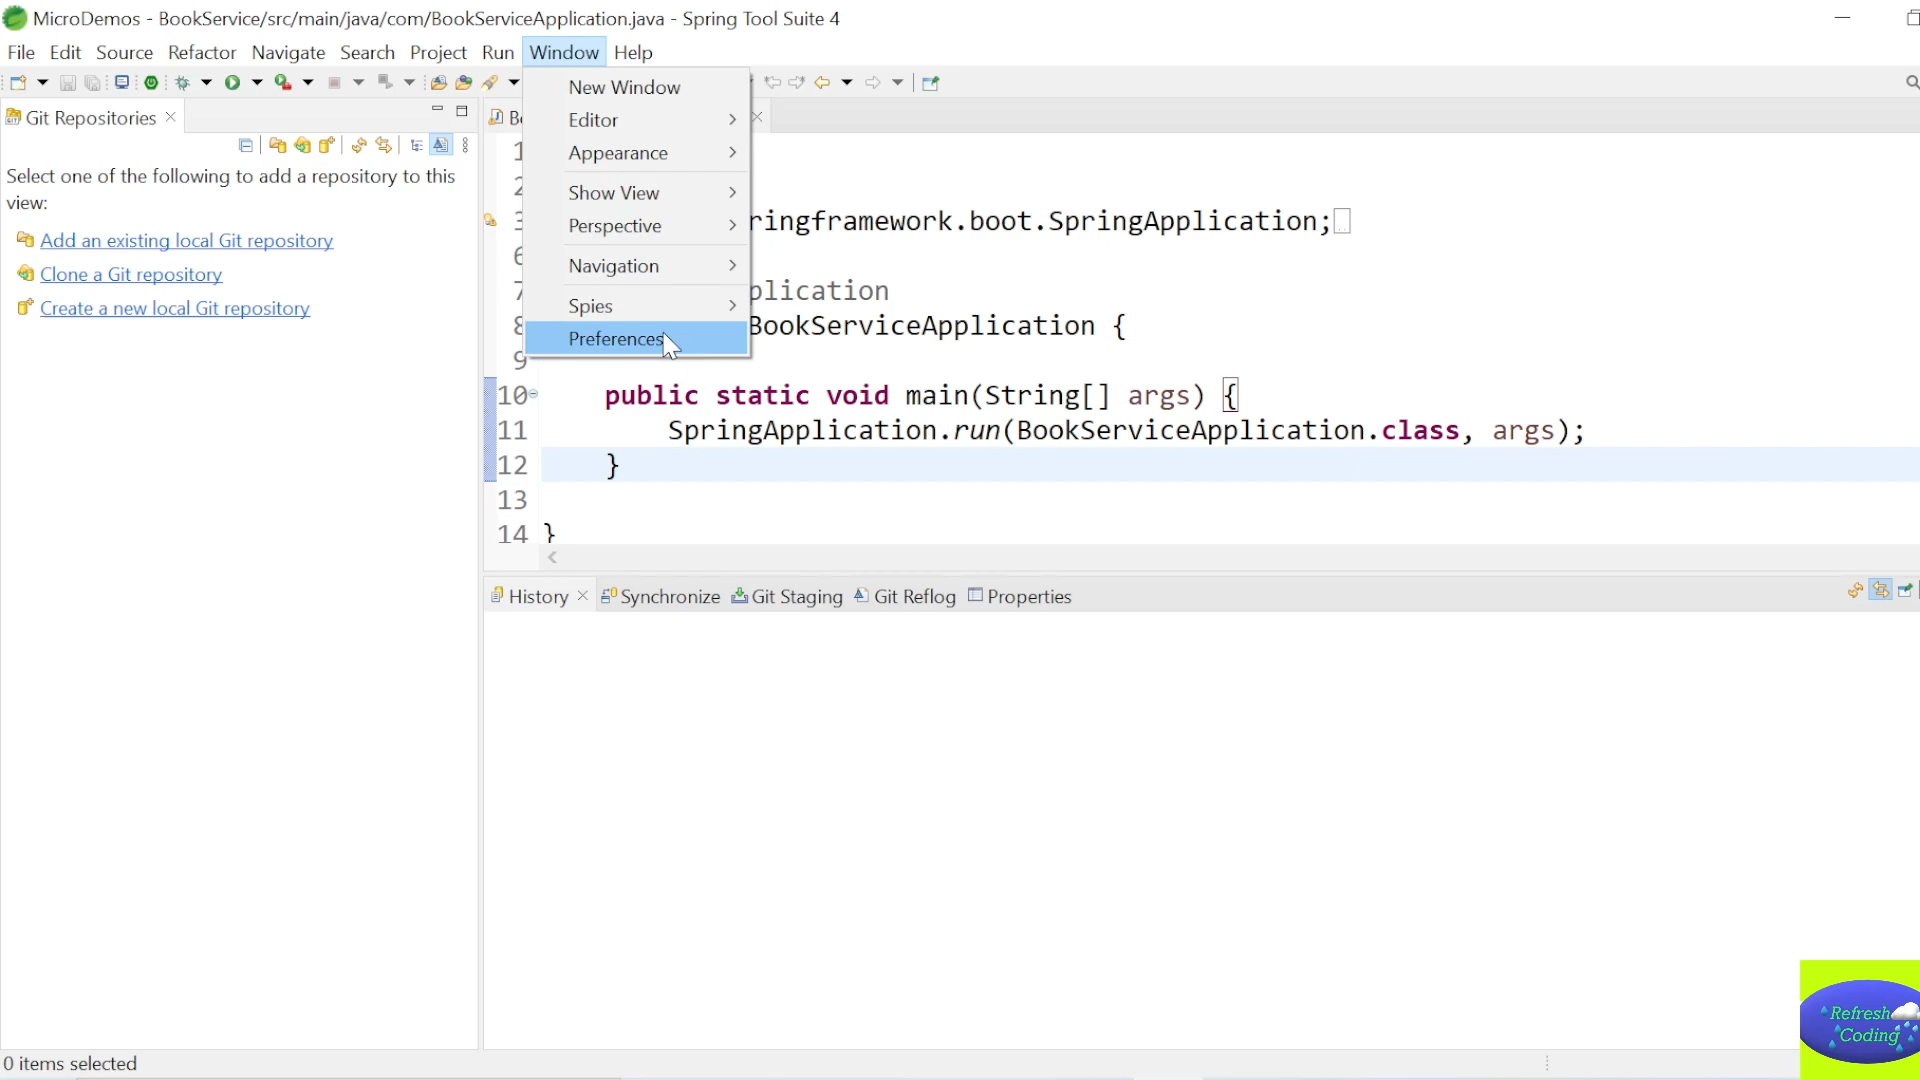 MicroDemos - BookService/src/main/java/com/BookServiceApplication.java - Spring Tool Suite 4
File Edit Source Refactor Navigate Search Project Run Window Help
Git Repositories
Select one of the following to add a repository to this
view:
Add an existing local Git repository
Clone a Git repository
Create a new local Git repository
New Window
Editor
Appearance
Show View
Perspective
Navigation
Spies
Preferences
ringframework.boot.SpringApplication;
plication
BookServiceApplication {
9
10 public static void main(String[] args) {
11 SpringApplication.run(BookServiceApplication.class, args);
12 }
13
14 }
History Synchronize Git Staging Git Reflog Properties
0 items selected
Refresh
Coding